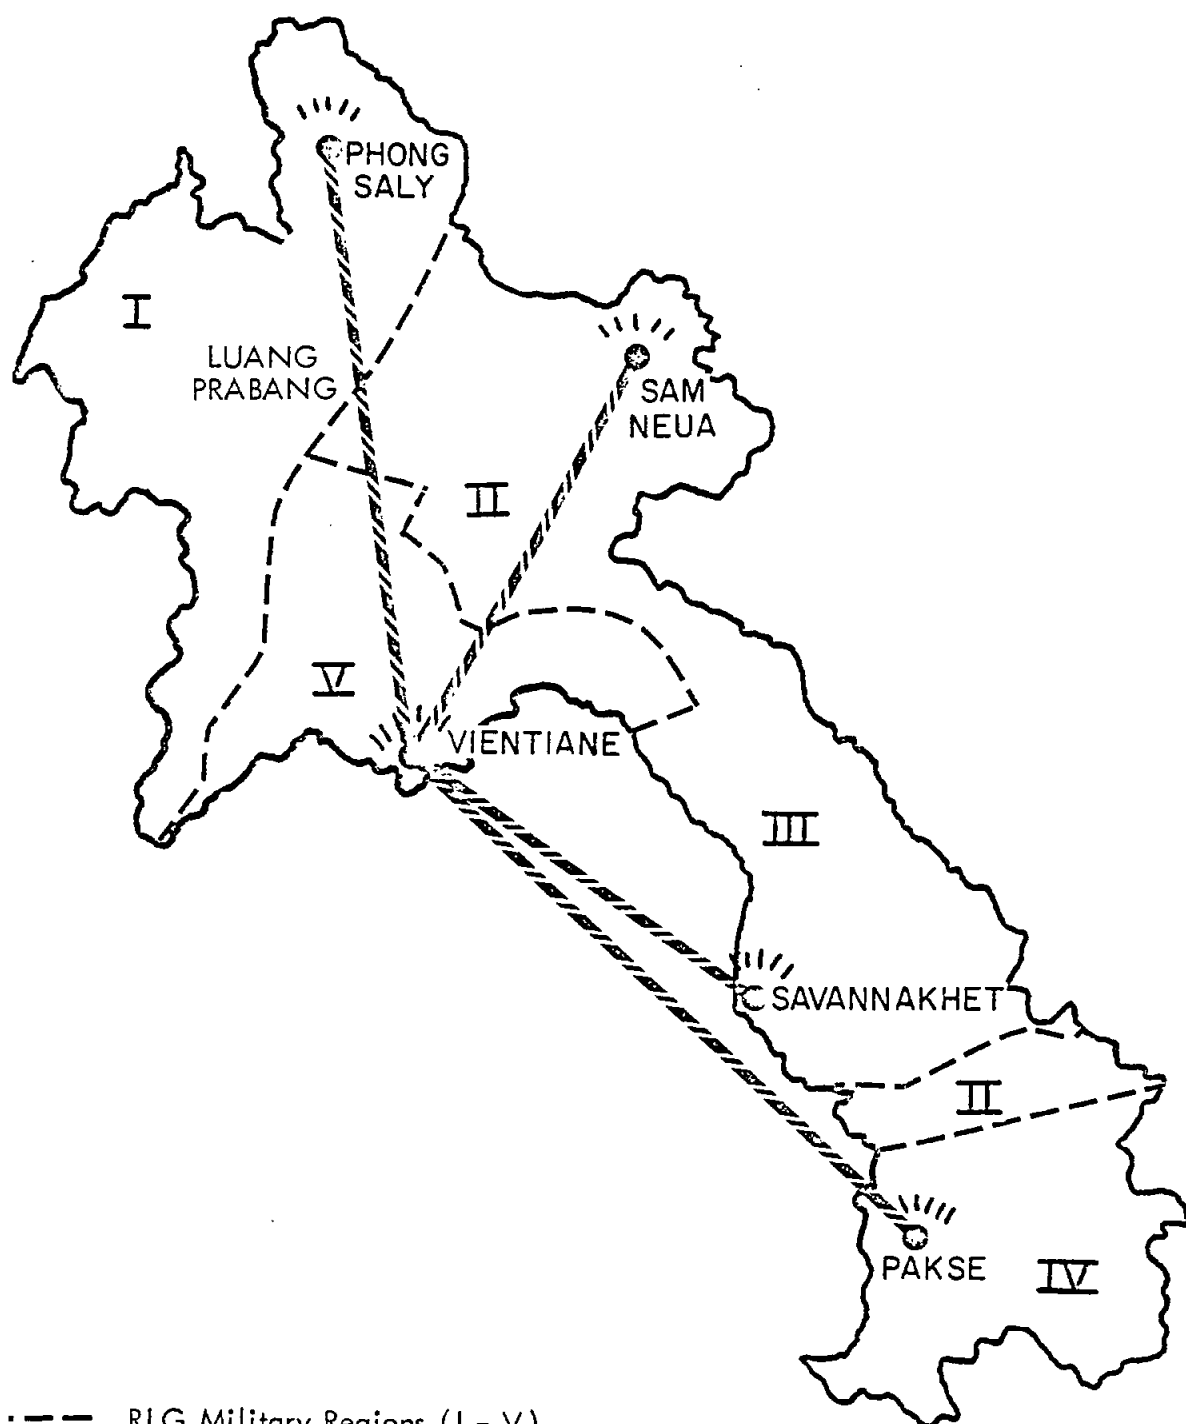 PHONG
SALY
I
LUANG
PRABANG
SAM
NEUA
II
V
VIENTIANE
III
SAVANNAKHET
II
PAKSE
IV
RLG Military Regions (I - V)